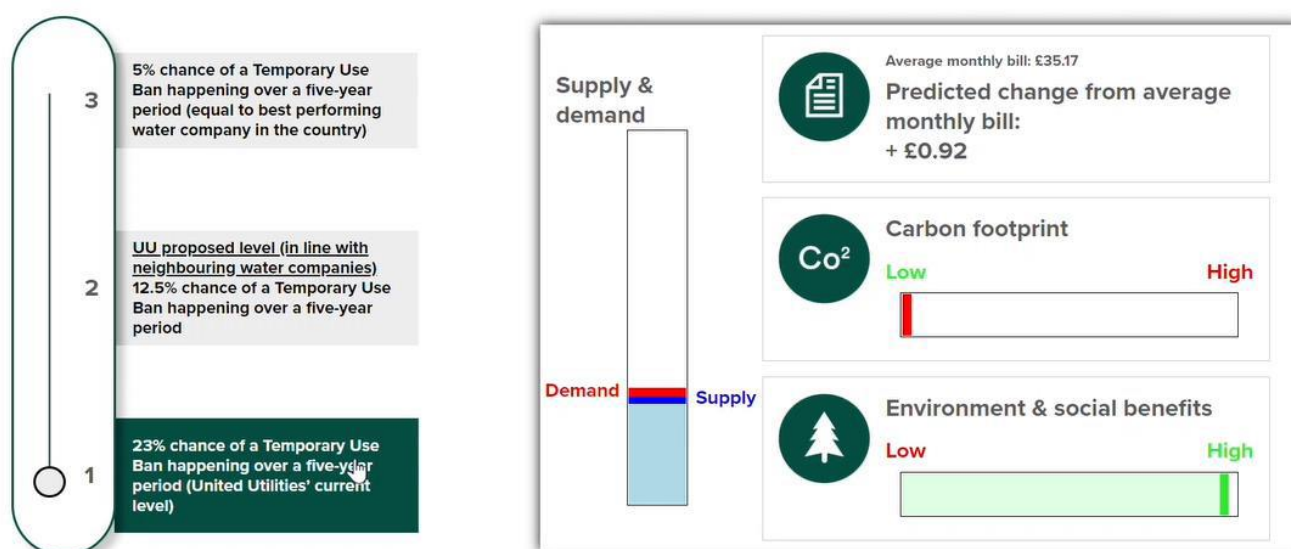 3
5% chance of a Temporary Use
Ban happening over a five-year
period (equal to best performing
water company in the country)
2
UU proposed level (in line with
neighbouring water companies)
12.5% chance of a Temporary Use
Ban happening over a five-year
period
1
23% chance of a Temporary Use
Ban happening over a five-year
period (United Utilities' current
level)
Supply &
demand
Demand
Supply
Average monthly bill: £35.17
Predicted change from average
monthly bill:
+ £0.92
Co²
Carbon footprint
Low
High
Environment & social benefits
Low
High